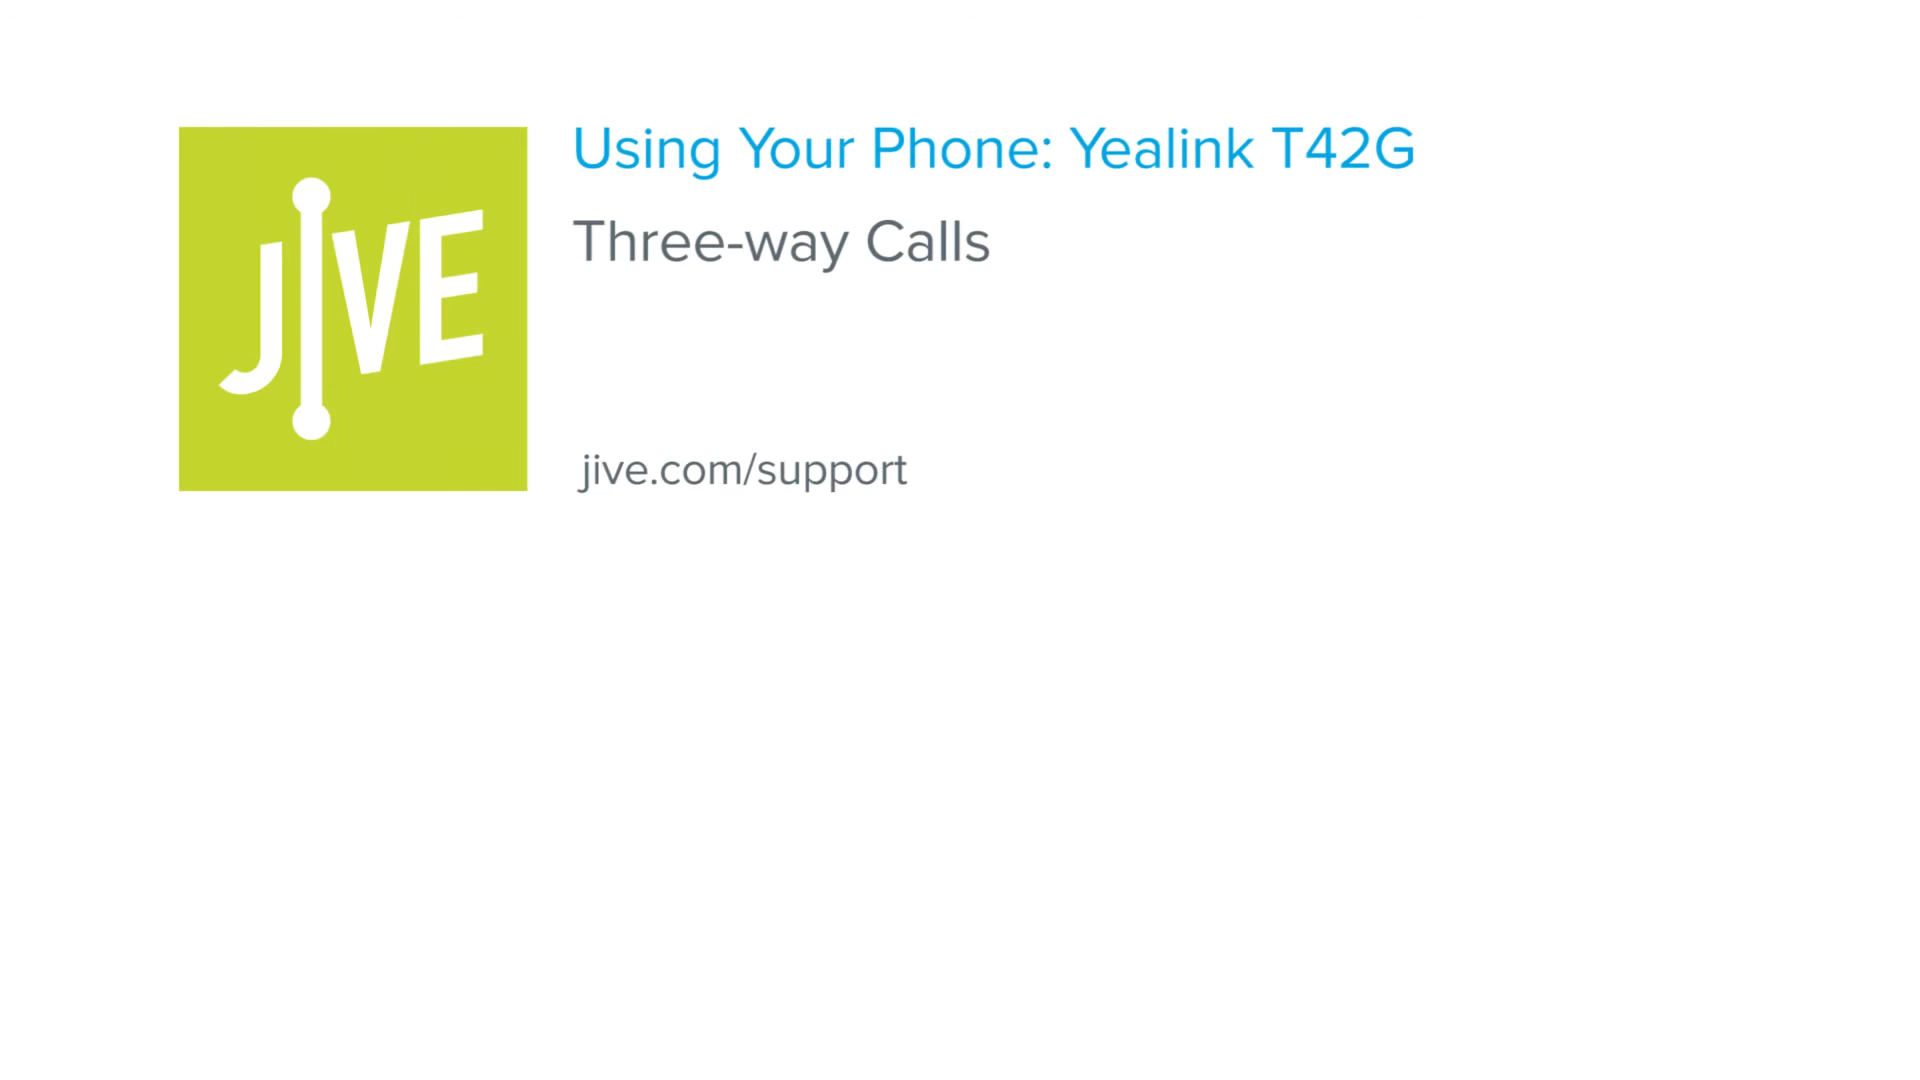 JIVE
Using Your Phone: Yealink T42G
Three-way Calls
jive.com/support